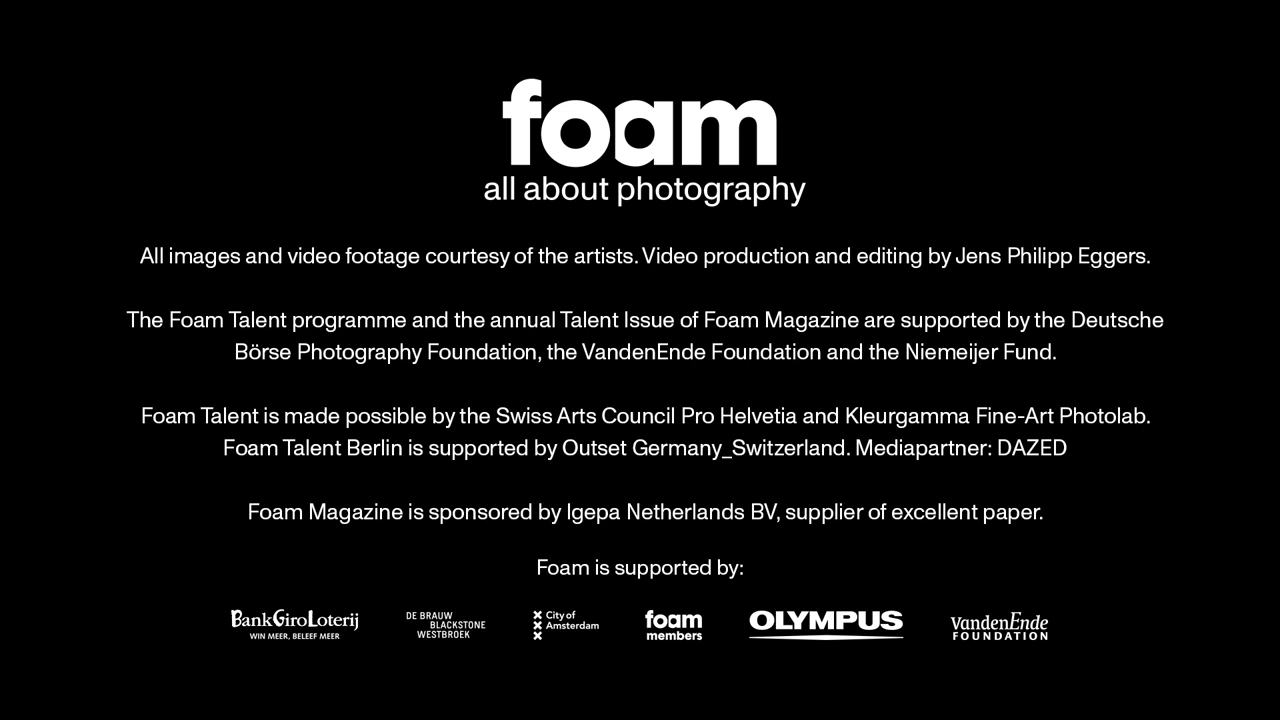 foam
all about photography
All images and video footage courtesy of the artists. Video production and editing by Jens Philipp Eggers.
The Foam Talent programme and the annual Talent Issue of Foam Magazine are supported by the Deutsche
Börse Photography Foundation, the VandenEnde Foundation and the Niemeijer Fund.
Foam Talent is made possible by the Swiss Arts Council Pro Helvetia and Kleurgamma Fine-Art Photolab.
Foam Talent Berlin is supported by Outset Germany_Switzerland. Mediapartner: DAZED
Foam Magazine is sponsored by Igepa Netherlands BV, supplier of excellent paper.
Foam is supported by:
BankGiroLoterij
WIN MEER, BELEEF MEER
DE BRAUW
BLACKSTONE
WESTBROEK
City of
Amsterdam
foam
members
OLYMPUS
VandenEnde
FOUNDATION